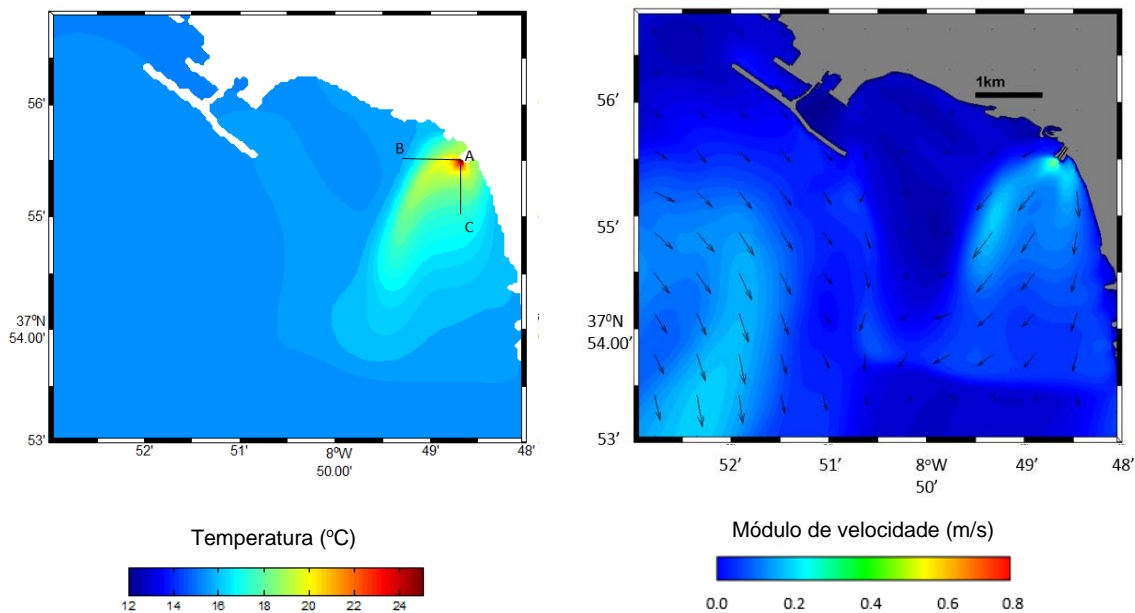 56'
55'
37ºN
54.00'
53'
52'
51'
8ºW
50.00'
49'
48'
B
A
C
Temperatura (ºC)
12 14 16 18 20 22 24
1km
56'
55'
37ºN
54.00'
53'
52'
51'
8ºW
50'
49'
48'
Módulo de velocidade (m/s)
0.0 0.2 0.4 0.6 0.8